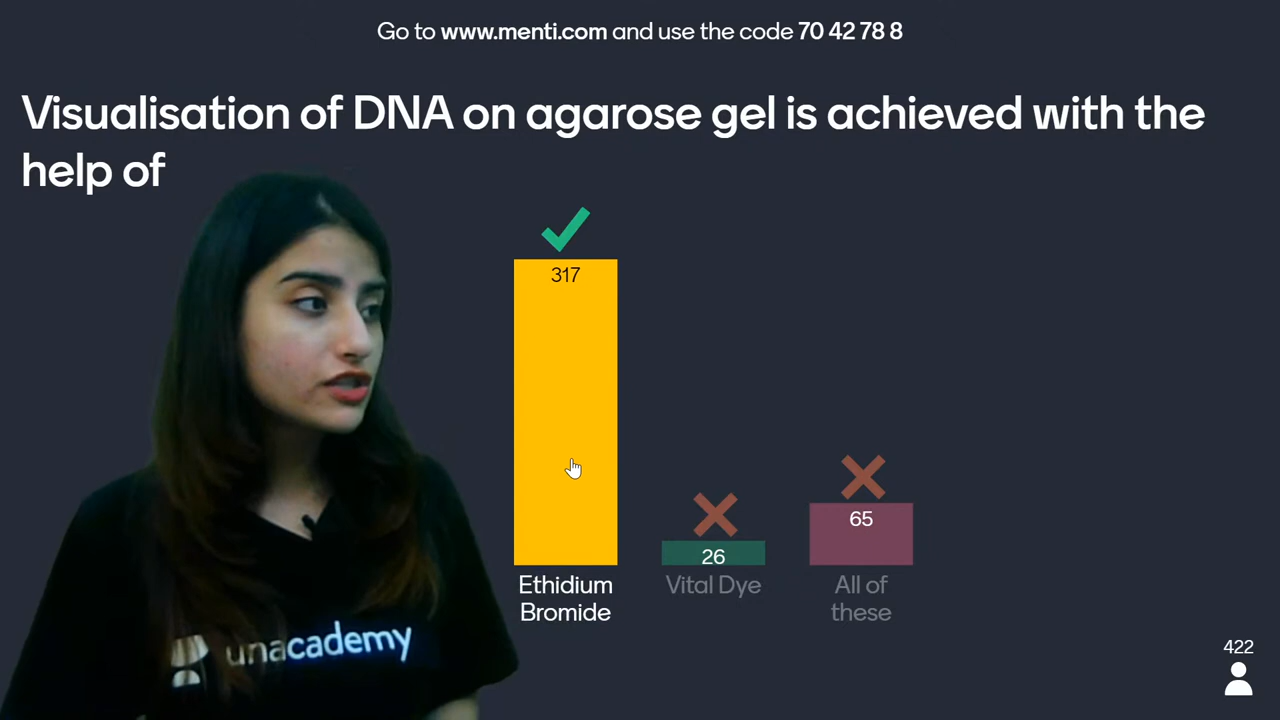 Go to www.menti.com and use the code 70 42 78 8
Visualisation of DNA on agarose gel is achieved with the
help of
317
26
65
Ethidium
Bromide
Vital Dye
All of
these
unacademy
422